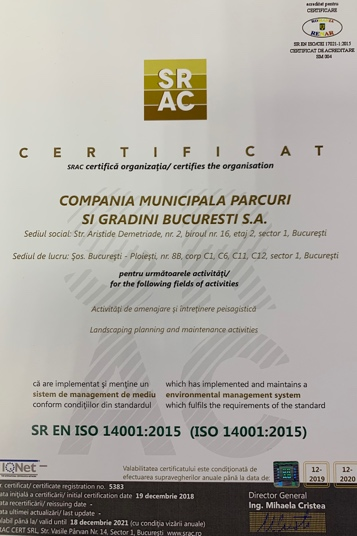 acreditat pentru
CERTIFICARE
RENAR
SR EN ISO/CEI 17021-1:2015
CERTIFICAT DE ACREDITARE
SM 004
SR
AC
CERTIFICAT
SRAC certifică organizația/ certifies the organisation
COMPANIA MUNICIPALA PARCURI
SI GRADINI BUCURESTI S.A.
Sediul social: Str. Aristide Demetriade, nr. 2, biroul nr. 16, etaj 2, sector 1, București
Sediul de lucru: Șos. București - Ploiești, nr. 8B, corp C1, C6, C11, C12, sector 1, București
pentru următoarele activități/
for the following fields of activities
Activități de amenajare și întreținere peisagistică
Landscaping planning and maintenance activities
că are implementat și menține un
sistem de management de mediu
conform condițiilor din standardul
which has implemented and maintains a
environmental management system
which fulfils the requirements of the standard
SR EN ISO 14001:2015 (ISO 14001:2015)
IQNet
Valabilitatea certificatului este condiționată de
efectuarea supravegherilor anuale până la data de:
12-
2019
12-
2020
r. certificat/ certificate registration no. 5383
ata inițială a certificării/ initial certification date 19 decembrie 2018
ata recertificării/ reissuing date -
ata ultimei actualizări/ last update -
labil până la/ valid until 18 decembrie 2021 (cu condiția vizării anuale)
RAC CERT SRL, Str. Vasile Pârvan Nr. 14, Sector 1, București www.srac.ro
Director General
Ing. Mihaela Cristea